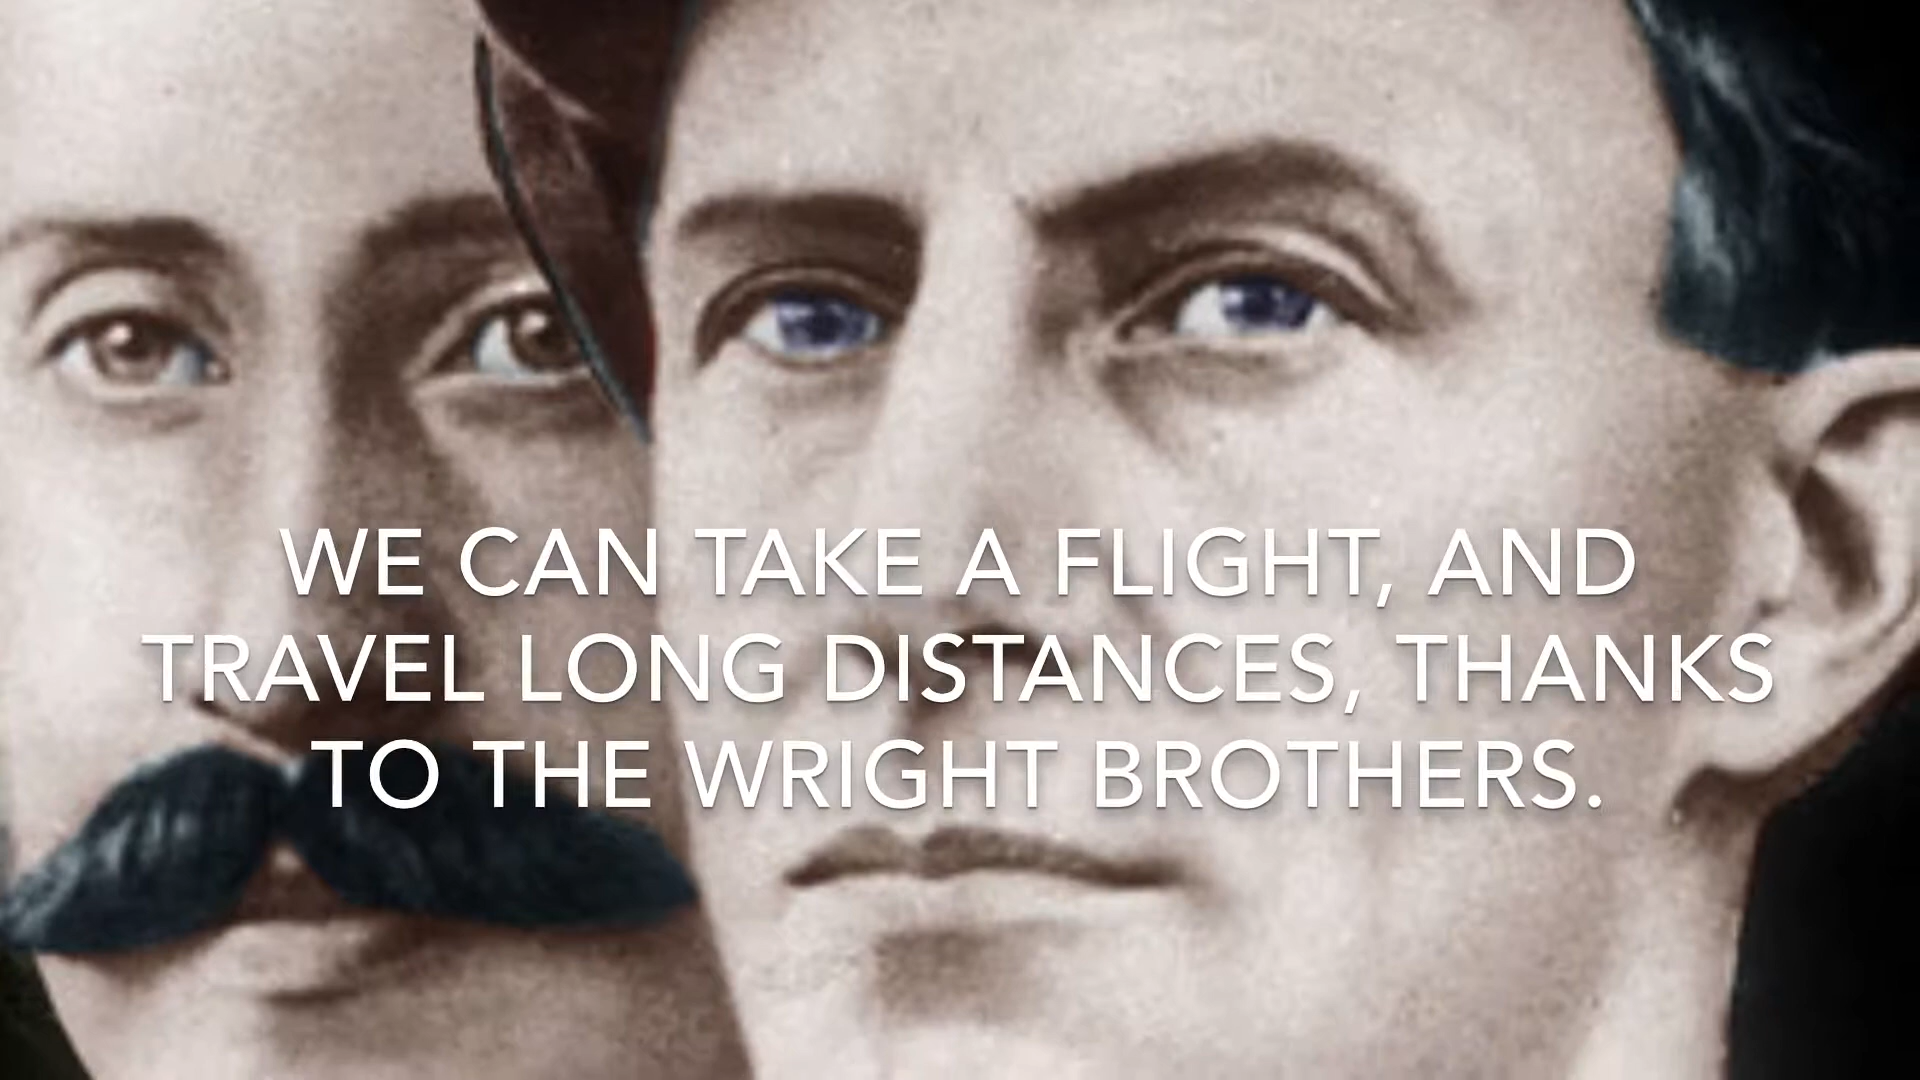 WE CAN TAKE A FLIGHT, AND
TRAVEL LONG DISTANCES, THANKS
TO THE WRIGHT BROTHERS.